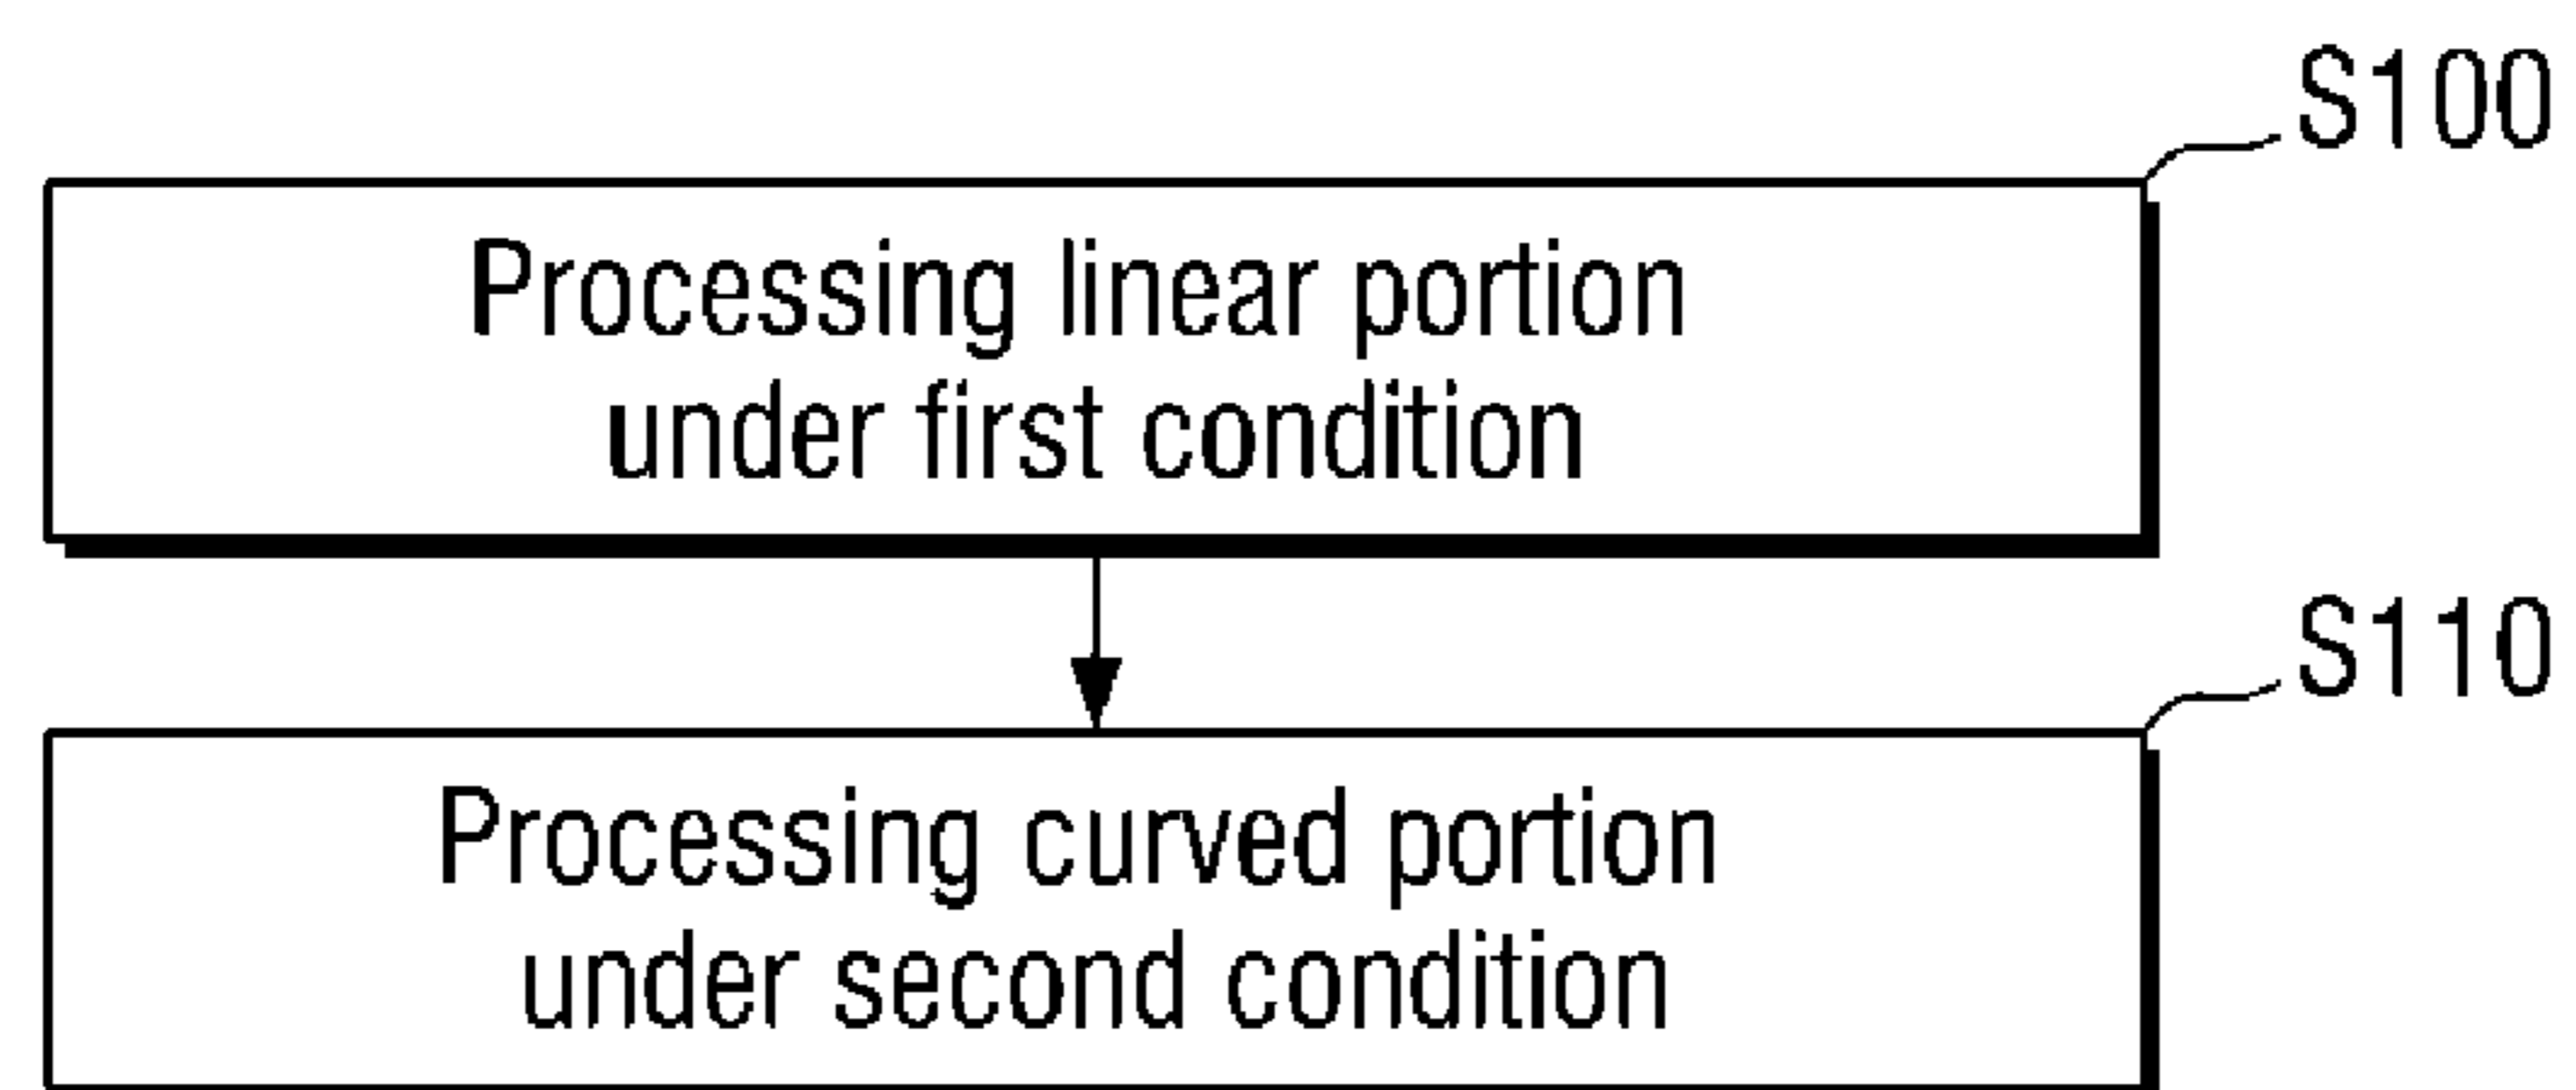 S100
Processing linear portion
under first condition
S110
Processing curved portion
under second condition